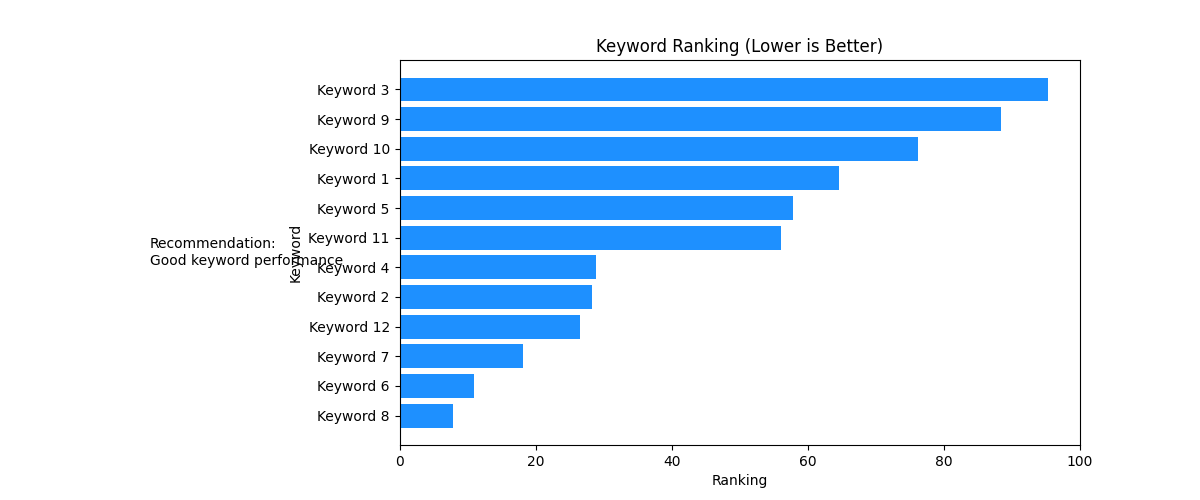 Keyword Ranking (Lower is Better)
Keyword 3
Keyword 9
Keyword 10
Keyword 1
Keyword 5
Keyword 11
Keyword 4
Keyword 2
Keyword 12
Keyword 7
Keyword 6
Keyword 8
Keyword
Recommendation:
Good keyword performance
0 20 40 60 80 100
Ranking